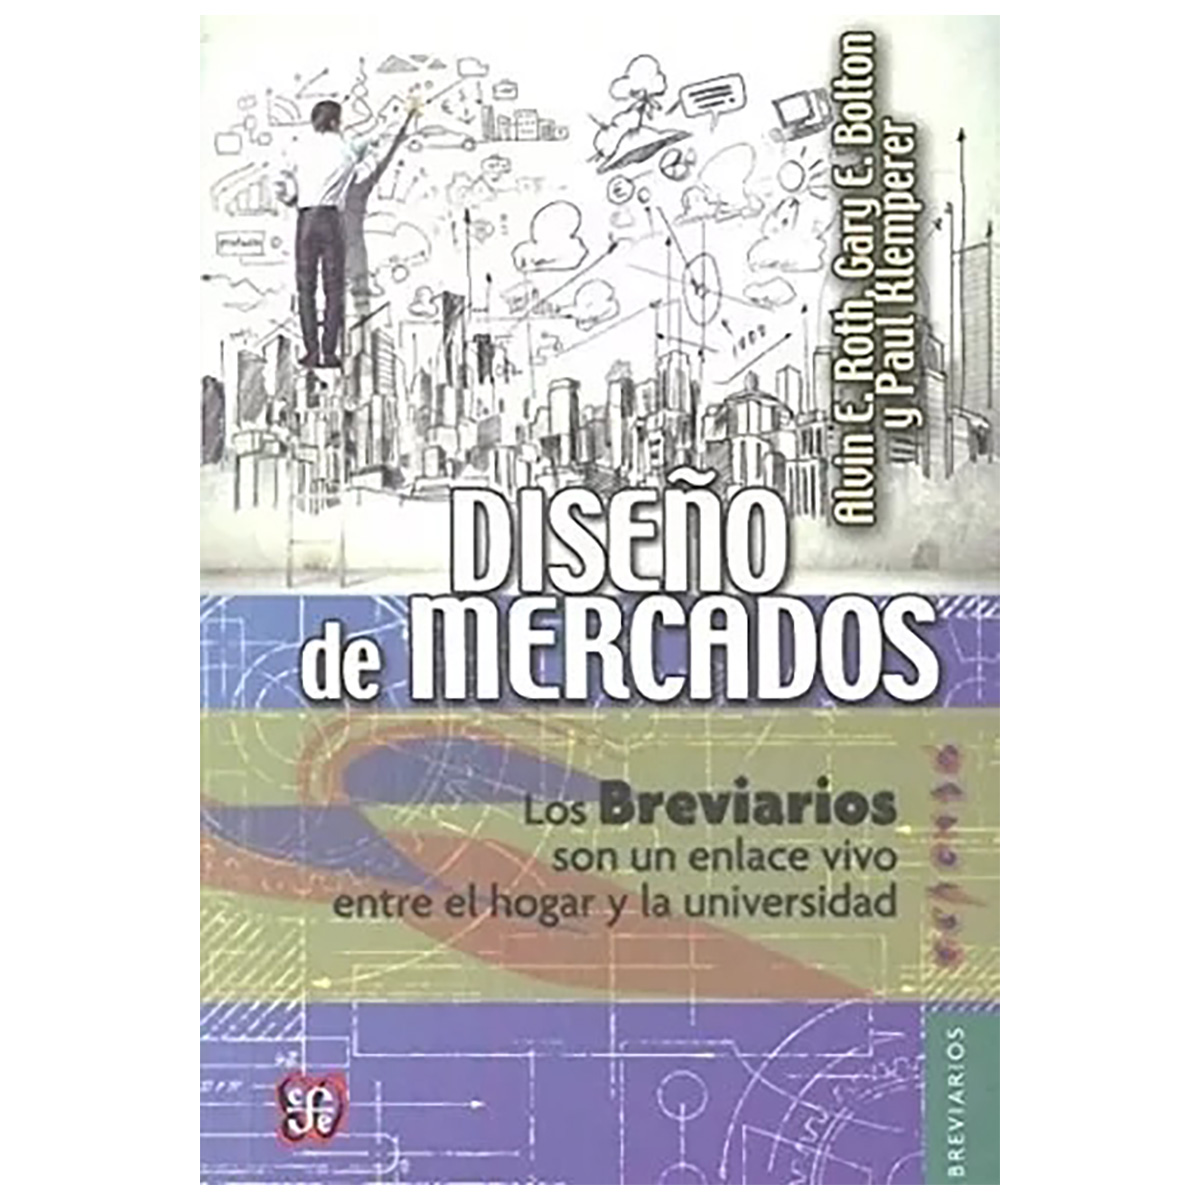 Alvin E. Roth, Gary E. Bolton
y Paul Klemperer
DISEÑO
de MERCADOS
Los Breviarios
son un enlace vivo
entre el hogar y la universidad
cfe
BREVIARIOS